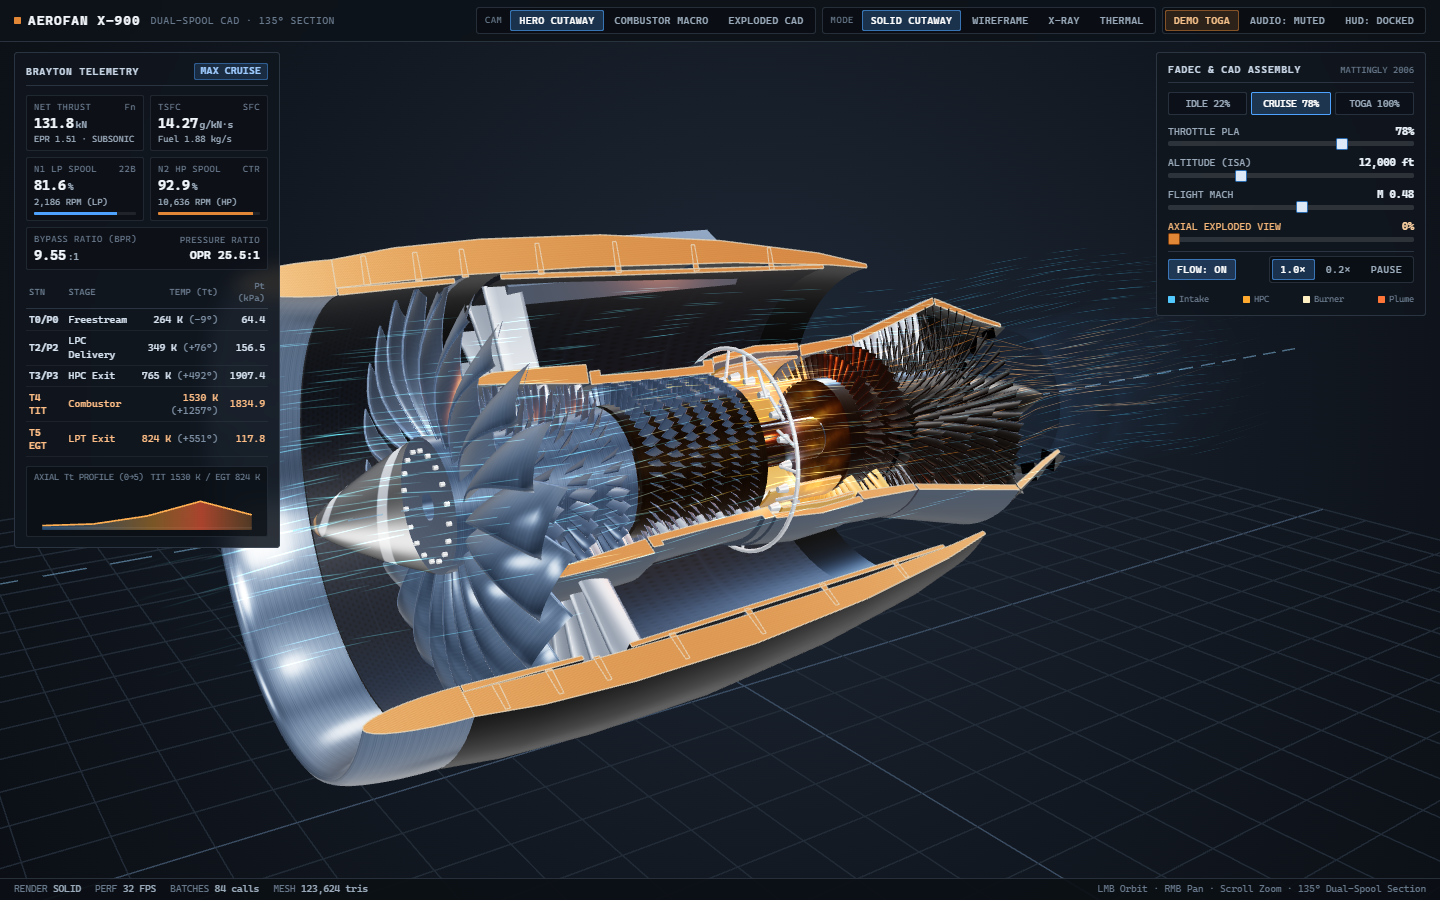 AEROFAN X-900 DUAL-SPOOL CAD · 135° SECTION
CAM HERO CUTAWAY COMBUSTOR MACRO EXPLODED CAD
MODE SOLID CUTAWAY WIREFRAME X-RAY THERMAL
DEMO TOGA AUDIO: MUTED HUD: DOCKED
BRAYTON TELEMETRY MAX CRUISE
NET THRUST Fn
131.8kN
EPR 1.51 · SUBSONIC
TSFC SFC
14.27g/kN·s
Fuel 1.88 kg/s
N1 LP SPOOL 22B
81.6%
2,186 RPM (LP)
N2 HP SPOOL CTR
92.9%
10,636 RPM (HP)
BYPASS RATIO (BPR)
9.55:1
PRESSURE RATIO
OPR 25.5:1
STN STAGE TEMP (Tt) Pt (kPa)
T0/P0 Freestream 264 K (-9°) 64.4
T2/P2 LPC Delivery 349 K (+76°) 156.5
T3/P3 HPC Exit 765 K (+492°) 1907.4
T4 TIT Combustor 1530 K (+1257°) 1834.9
T5 EGT LPT Exit 824 K (+551°) 117.8
AXIAL Tt PROFILE (0→5) TIT 1530 K / EGT 824 K
FADEC & CAD ASSEMBLY MATTINGLY 2006
IDLE 22% CRUISE 78% TOGA 100%
THROTTLE PLA 78%
ALTITUDE (ISA) 12,000 ft
FLIGHT MACH M 0.48
AXIAL EXPLODED VIEW 0%
FLOW: ON 1.0× 0.2× PAUSE
Intake HPC Burner Plume
RENDER SOLID PERF 32 FPS BATCHES 84 calls MESH 123,624 tris
LMB Orbit · RMB Pan · Scroll Zoom · 135° Dual-Spool Section